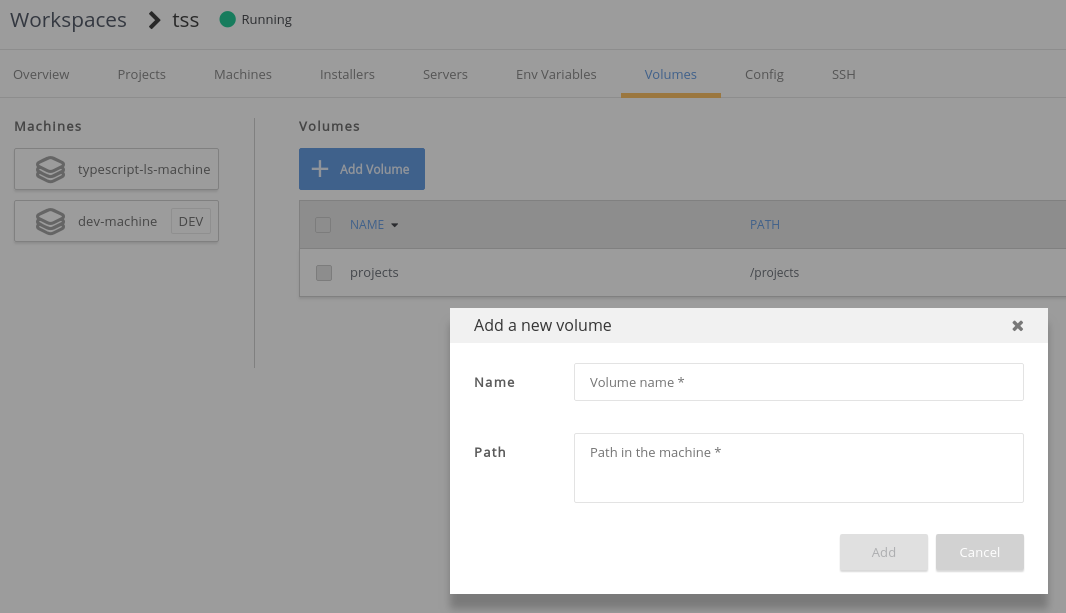 Workspaces tss Running
Overview Projects Machines Installers Servers Env Variables Volumes Config SSH
Machines
typescript-ls-machine
dev-machine DEV
Volumes
Add Volume
NAME PATH
projects /projects
Add a new volume
Name Volume name *
Path Path in the machine *
Add Cancel